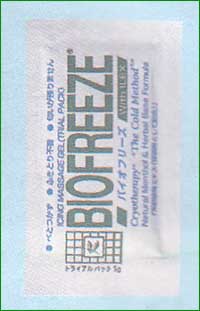 ●べとつかず ●ふきとり不要 ●匂いが残りません
ICING MASSAGE GEL(TRIAL PACK)
BIOFREEZE®
With ILEX
バイオフリーズ
Cryotherapy "The Cold Method"™
Natural Menthol & Herbal Base Formula
トライアルパック 5g